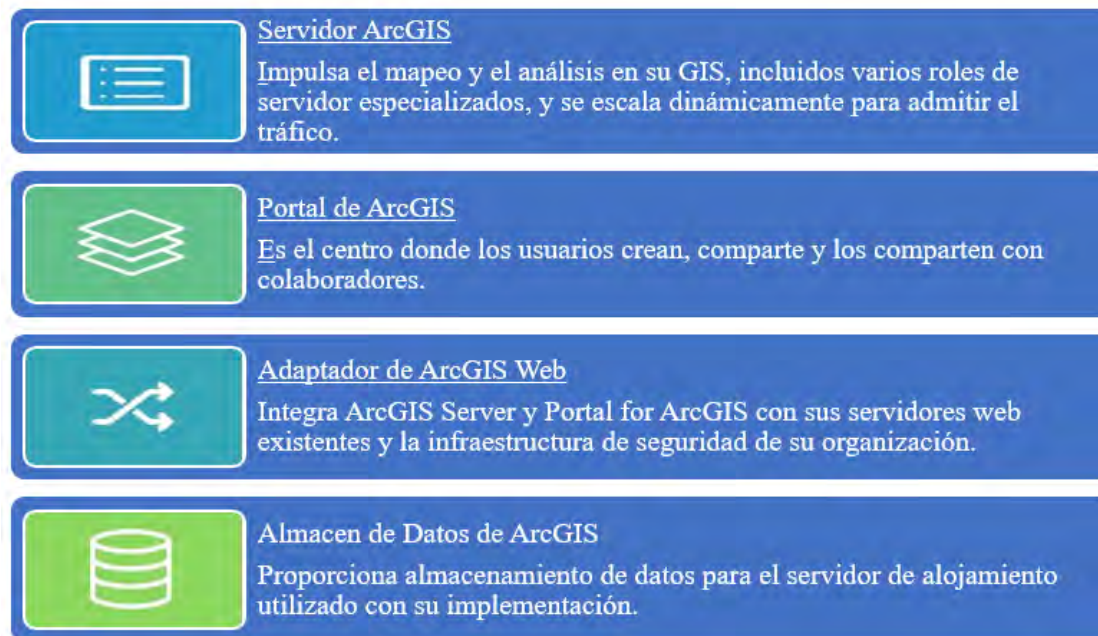 Servidor ArcGIS
Impulsa el mapeo y el análisis en su GIS, incluidos varios roles de
servidor especializados, y se escala dinámicamente para admitir el
tráfico.
Portal de ArcGIS
Es el centro donde los usuarios crean, comparte y los comparten con
colaboradores.
Adaptador de ArcGIS Web
Integra ArcGIS Server y Portal for ArcGIS con sus servidores web
existentes y la infraestructura de seguridad de su organización.
Almacen de Datos de ArcGIS
Proporciona almacenamiento de datos para el servidor de alojamiento
utilizado con su implementación.